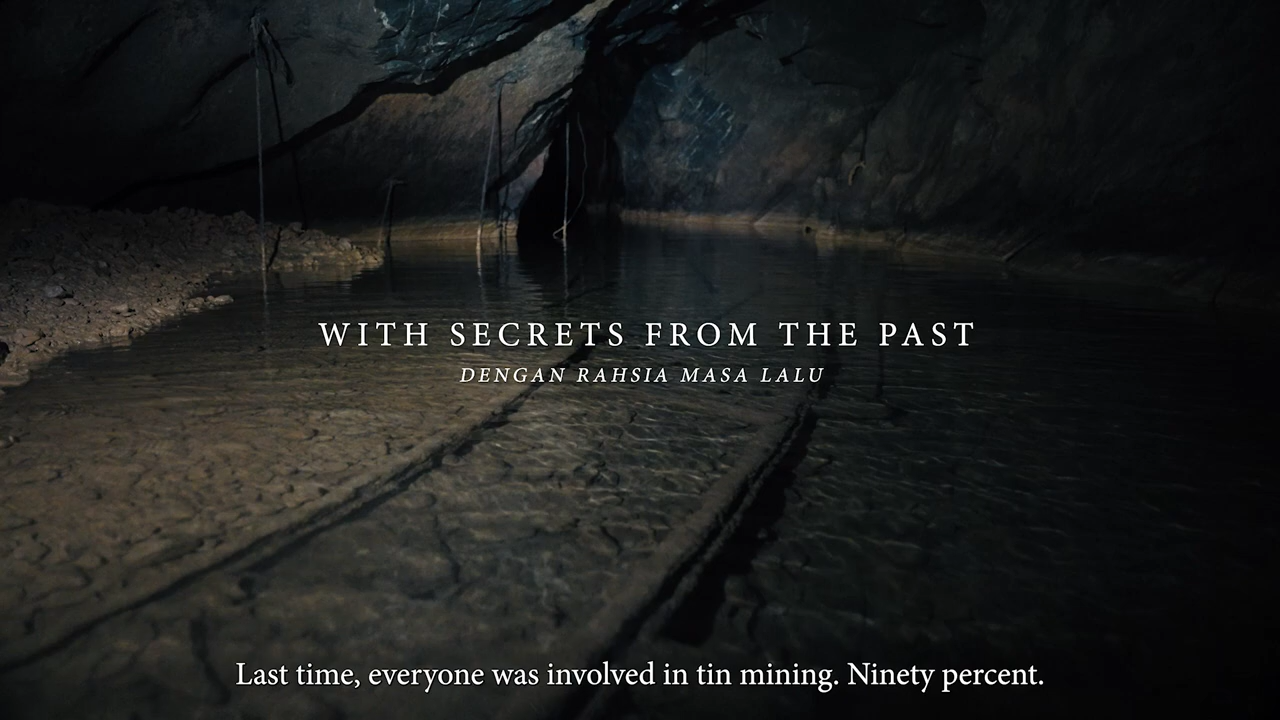 WITH SECRETS FROM THE PAST
DENGAN RAHSIA MASA LALU
Last time, everyone was involved in tin mining. Ninety percent.